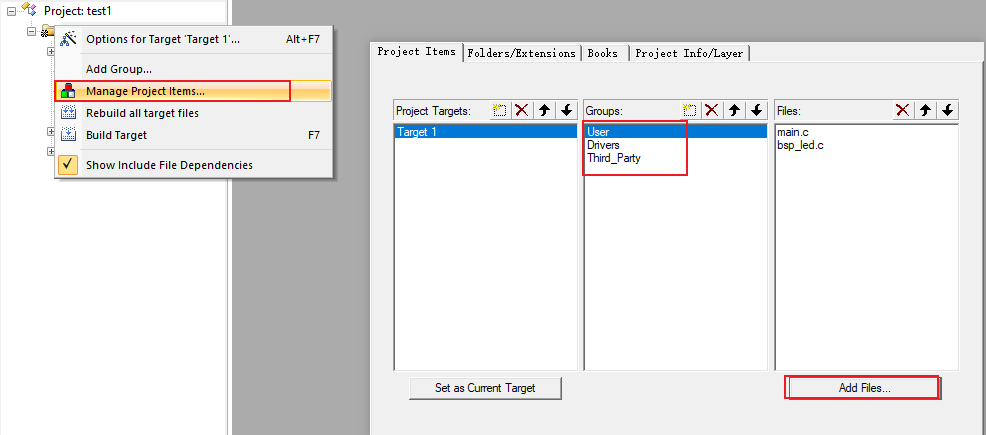 Project: test1
Options for Target 'Target 1'... Alt+F7
Add Group...
Manage Project Items...
Rebuild all target files
Build Target F7
Show Include File Dependencies
Project Items Folders/Extensions Books Project Info/Layer
Project Targets: Groups: Files:
Target 1 User main.c
Drivers bsp_led.c
Third_Party
Set as Current Target Add Files...